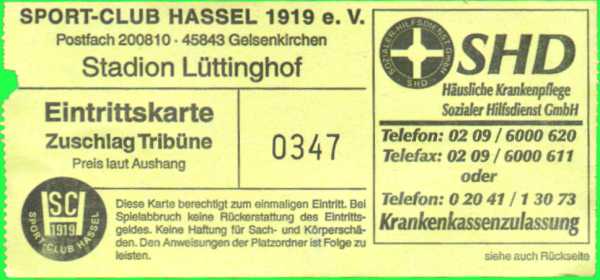 SPORT-CLUB HASSEL 1919 e. V.
Postfach 200810 · 45843 Gelsenkirchen
Stadion Lüttinghof
Eintrittskarte
Zuschlag Tribüne
Preis laut Aushang
0347
SC
1919
SPORT-CLUB HASSEL
Diese Karte berechtigt zum einmaligen Eintritt. Bei
Spielabbruch keine Rückerstattung des Eintritts-
geldes. Keine Haftung für Sach- und Körperschä-
den. Den Anweisungen der Platzordner ist Folge zu
leisten.
SOZIALER-HILFSDIENST GmbH
SHD
SHD
Häusliche Krankenpflege
Sozialer Hilfsdienst GmbH
Telefon: 02 09 / 6000 620
Telefax: 02 09 / 6000 611
oder
Telefon: 0 20 41 / 1 30 73
Krankenkassenzulassung
siehe auch Rückseite